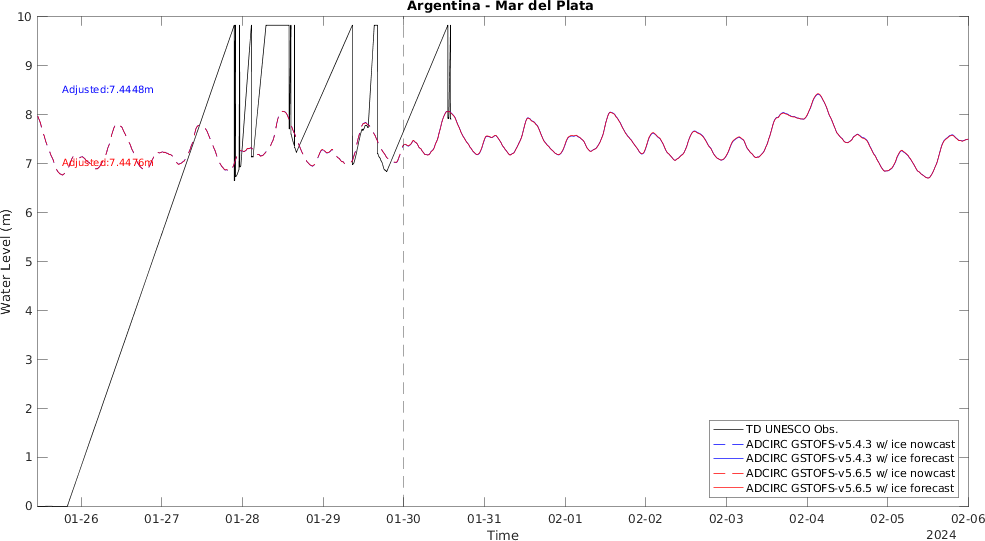 Argentina - Mar del Plata
10
9
8
7
6
5
4
3
2
1
0
Water Level (m)
Adjusted:7.4448m
Adjusted:7.4476m
TD UNESCO Obs.
ADCIRC GSTOFS-v5.4.3 w/ ice nowcast
ADCIRC GSTOFS-v5.4.3 w/ ice forecast
ADCIRC GSTOFS-v5.6.5 w/ ice nowcast
ADCIRC GSTOFS-v5.6.5 w/ ice forecast
01-26 01-27 01-28 01-29 01-30 01-31 02-01 02-02 02-03 02-04 02-05 02-06
Time
2024